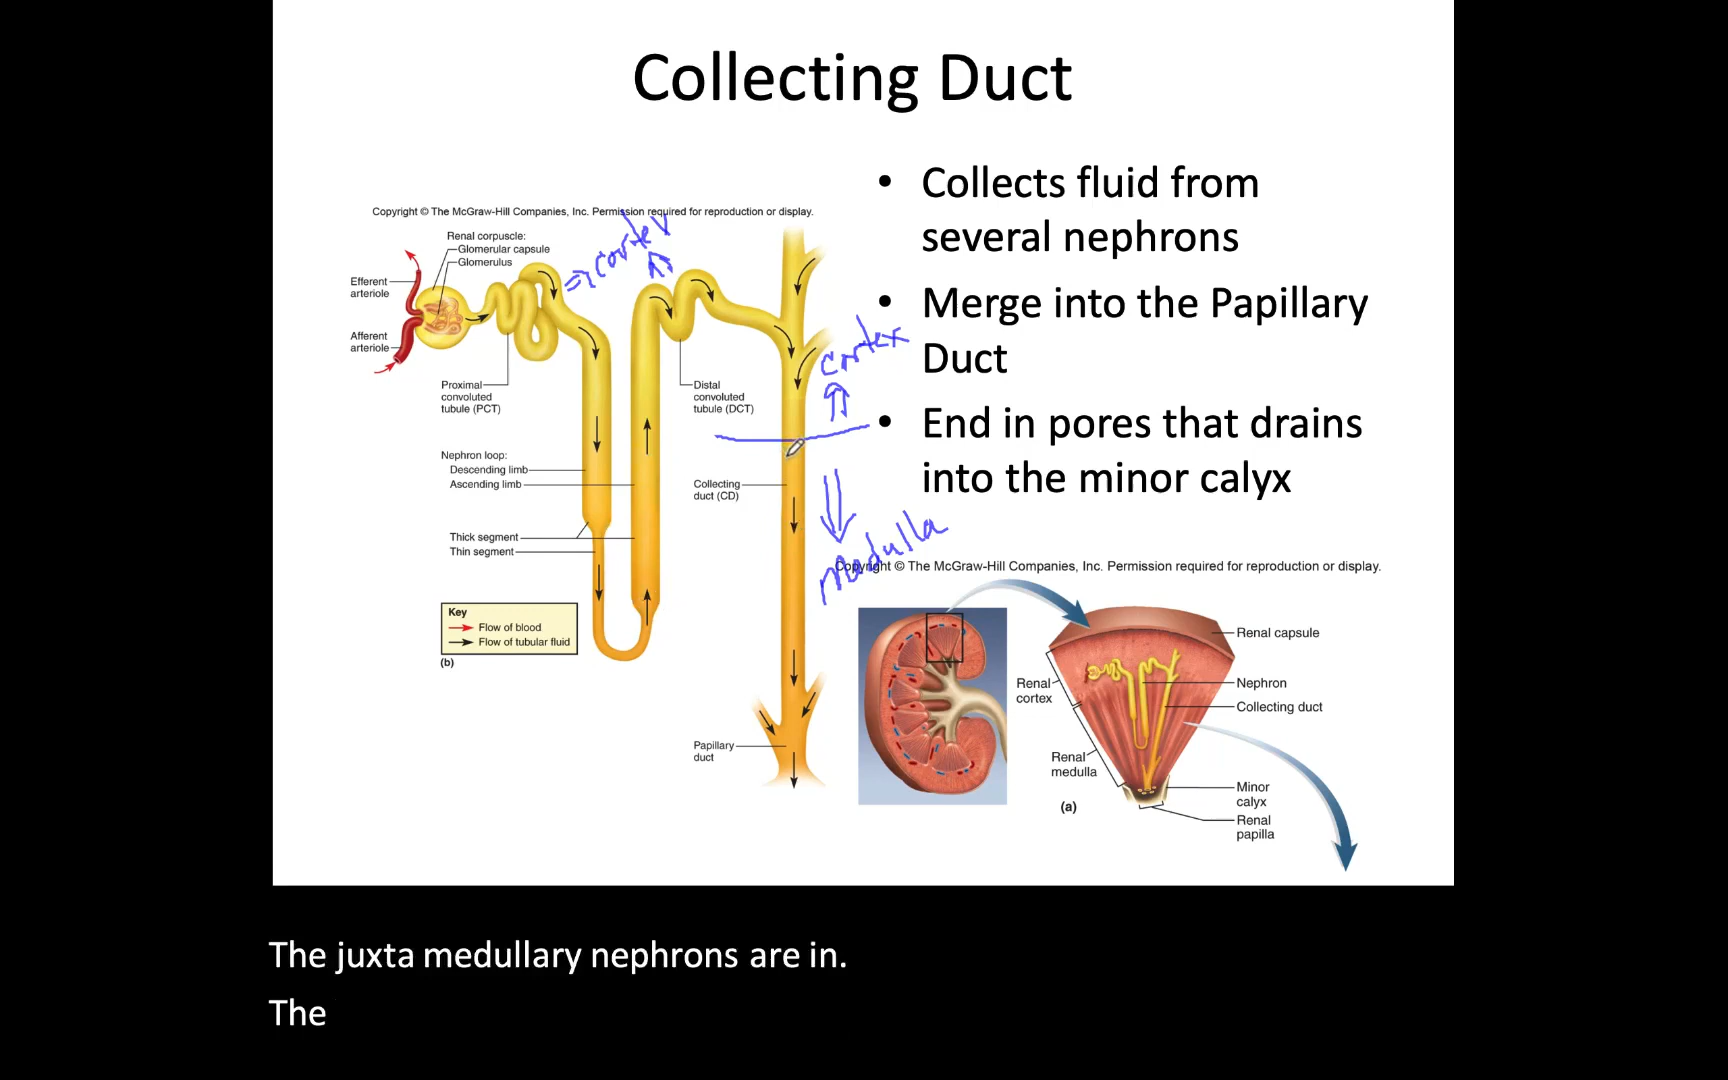 Collecting Duct
• Collects fluid from
several nephrons
• Merge into the Papillary
Duct
• End in pores that drains
into the minor calyx
Copyright © The McGraw-Hill Companies, Inc. Permission required for reproduction or display.
Renal corpuscle:
Glomerular capsule
Glomerulus
Efferent
arteriole
Afferent
arteriole
Proximal
convoluted
tubule (PCT)
Distal
convoluted
tubule (DCT)
Nephron loop:
Descending limb
Ascending limb
Collecting
duct (CD)
Thick segment
Thin segment
Key
Flow of blood
Flow of tubular fluid
(b)
Papillary
duct
⇒ cortex
cortex
Medulla
Copyright © The McGraw-Hill Companies, Inc. Permission required for reproduction or display.
Renal capsule
Renal
cortex
Nephron
Collecting duct
Renal
medulla
Minor
calyx
Renal
papilla
(a)
The juxta medullary nephrons are in.
The